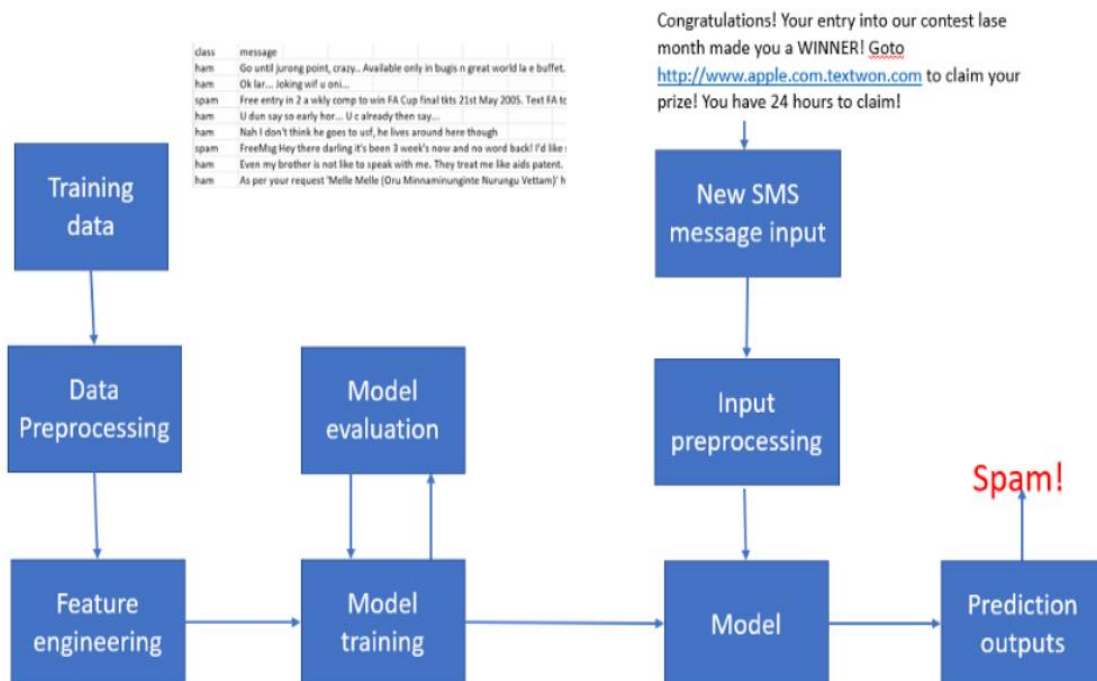 Congratulations! Your entry into our contest lase
month made you a WINNER! Goto
http://www.apple.com.textwon.com to claim your
prize! You have 24 hours to claim!
class message
ham Go until jurong point, crazy.. Available only in bugis n great world la e buffet.
ham Ok lar... Joking wif u oni...
spam Free entry in 2 a wkly comp to win FA Cup final tkts 21st May 2005. Text FA to
ham U dun say so early hor... U c already then say...
ham Nah I don't think he goes to usf, he lives around here though
spam FreeMsg Hey there darling it's been 3 week's now and no word back! I'd like
ham Even my brother is not like to speak with me. They treat me like aids patent.
ham As per your request 'Melle Melle (Oru Minnaminunginte Nurungu Vettam)' h
Training
data
New SMS
message input
Data
Preprocessing
Model
evaluation
Input
preprocessing
Spam!
Feature
engineering
Model
training
Model
Prediction
outputs